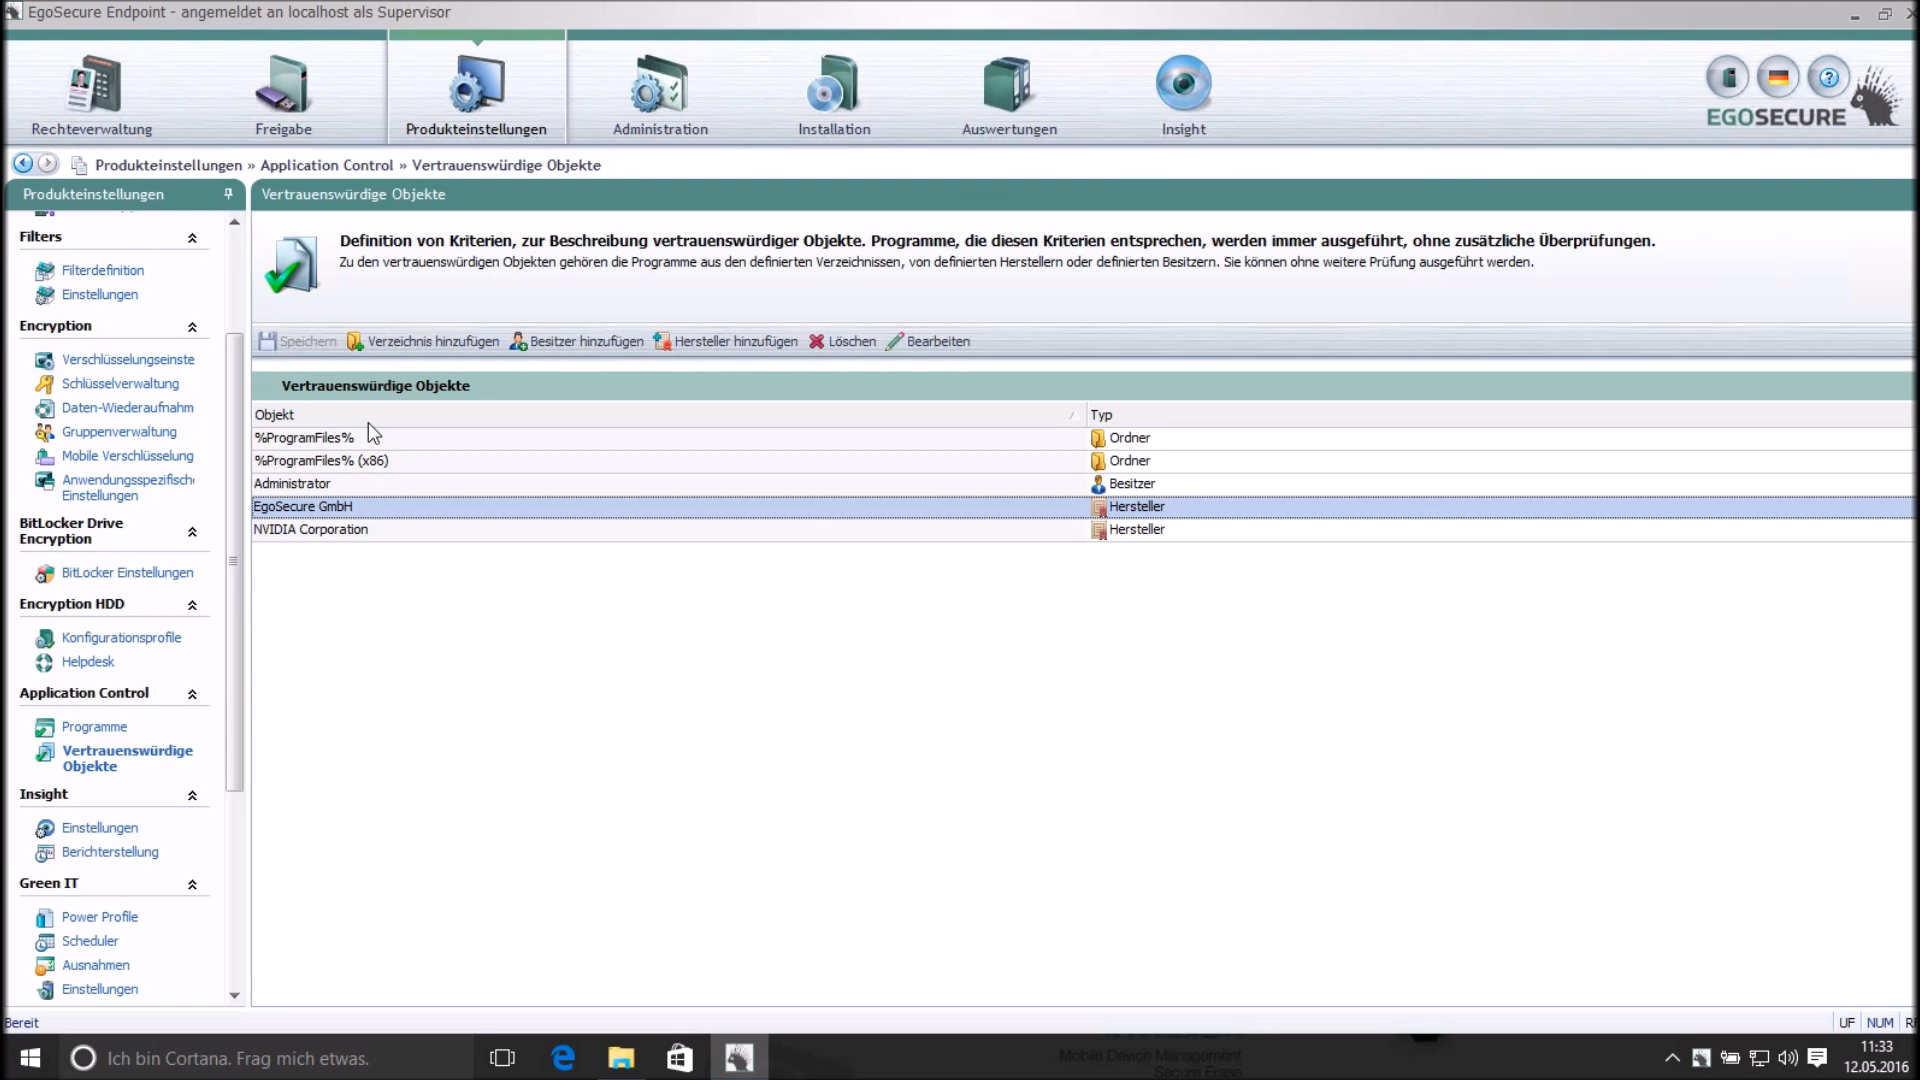 EgoSecure Endpoint - angemeldet an localhost als Supervisor
Rechteverwaltung
Freigabe
Produkteinstellungen
Administration
Installation
Auswertungen
Insight
EGOSECURE
Produkteinstellungen » Application Control » Vertrauenswürdige Objekte
Produkteinstellungen
Filters
Filterdefinition
Einstellungen
Encryption
Verschlüsselungseinste
Schlüsselverwaltung
Daten-Wiederaufnahm
Gruppenverwaltung
Mobile Verschlüsselung
Anwendungsspezifisch
Einstellungen
BitLocker Drive
Encryption
BitLocker Einstellungen
Encryption HDD
Konfigurationsprofile
Helpdesk
Application Control
Programme
Vertrauenswürdige
Objekte
Insight
Einstellungen
Berichterstellung
Green IT
Power Profile
Scheduler
Ausnahmen
Einstellungen
Vertrauenswürdige Objekte
Definition von Kriterien, zur Beschreibung vertrauenswürdiger Objekte. Programme, die diesen Kriterien entsprechen, werden immer ausgeführt, ohne zusätzliche Überprüfungen.
Zu den vertrauenswürdigen Objekten gehören die Programme aus den definierten Verzeichnissen, von definierten Herstellern oder definierten Besitzern. Sie können ohne weitere Prüfung ausgeführt werden.
Speichern Verzeichnis hinzufügen Besitzer hinzufügen Hersteller hinzufügen Löschen Bearbeiten
Vertrauenswürdige Objekte
Objekt Typ
%ProgramFiles% Ordner
%ProgramFiles% (x86) Ordner
Administrator Besitzer
EgoSecure GmbH Hersteller
NVIDIA Corporation Hersteller
Bereit
UF NUM
Ich bin Cortana. Frag mich etwas.
Mobile Device Management
Secure Erase
11:33
12.05.2016